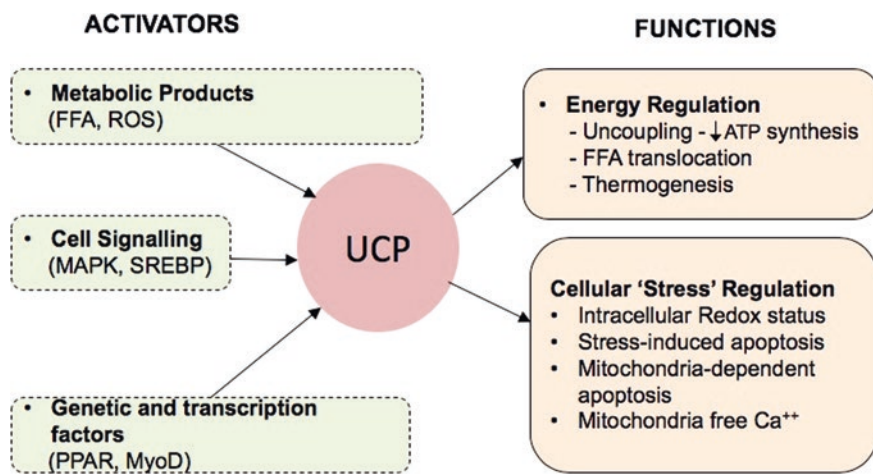 ACTIVATORS
• Metabolic Products
(FFA, ROS)
• Cell Signalling
(MAPK, SREBP)
• Genetic and transcription
factors
(PPAR, MyoD)
UCP
FUNCTIONS
• Energy Regulation
- Uncoupling - ↓ATP synthesis
- FFA translocation
- Thermogenesis
Cellular ‘Stress’ Regulation
• Intracellular Redox status
• Stress-induced apoptosis
• Mitochondria-dependent
apoptosis
• Mitochondria free Ca⁺⁺